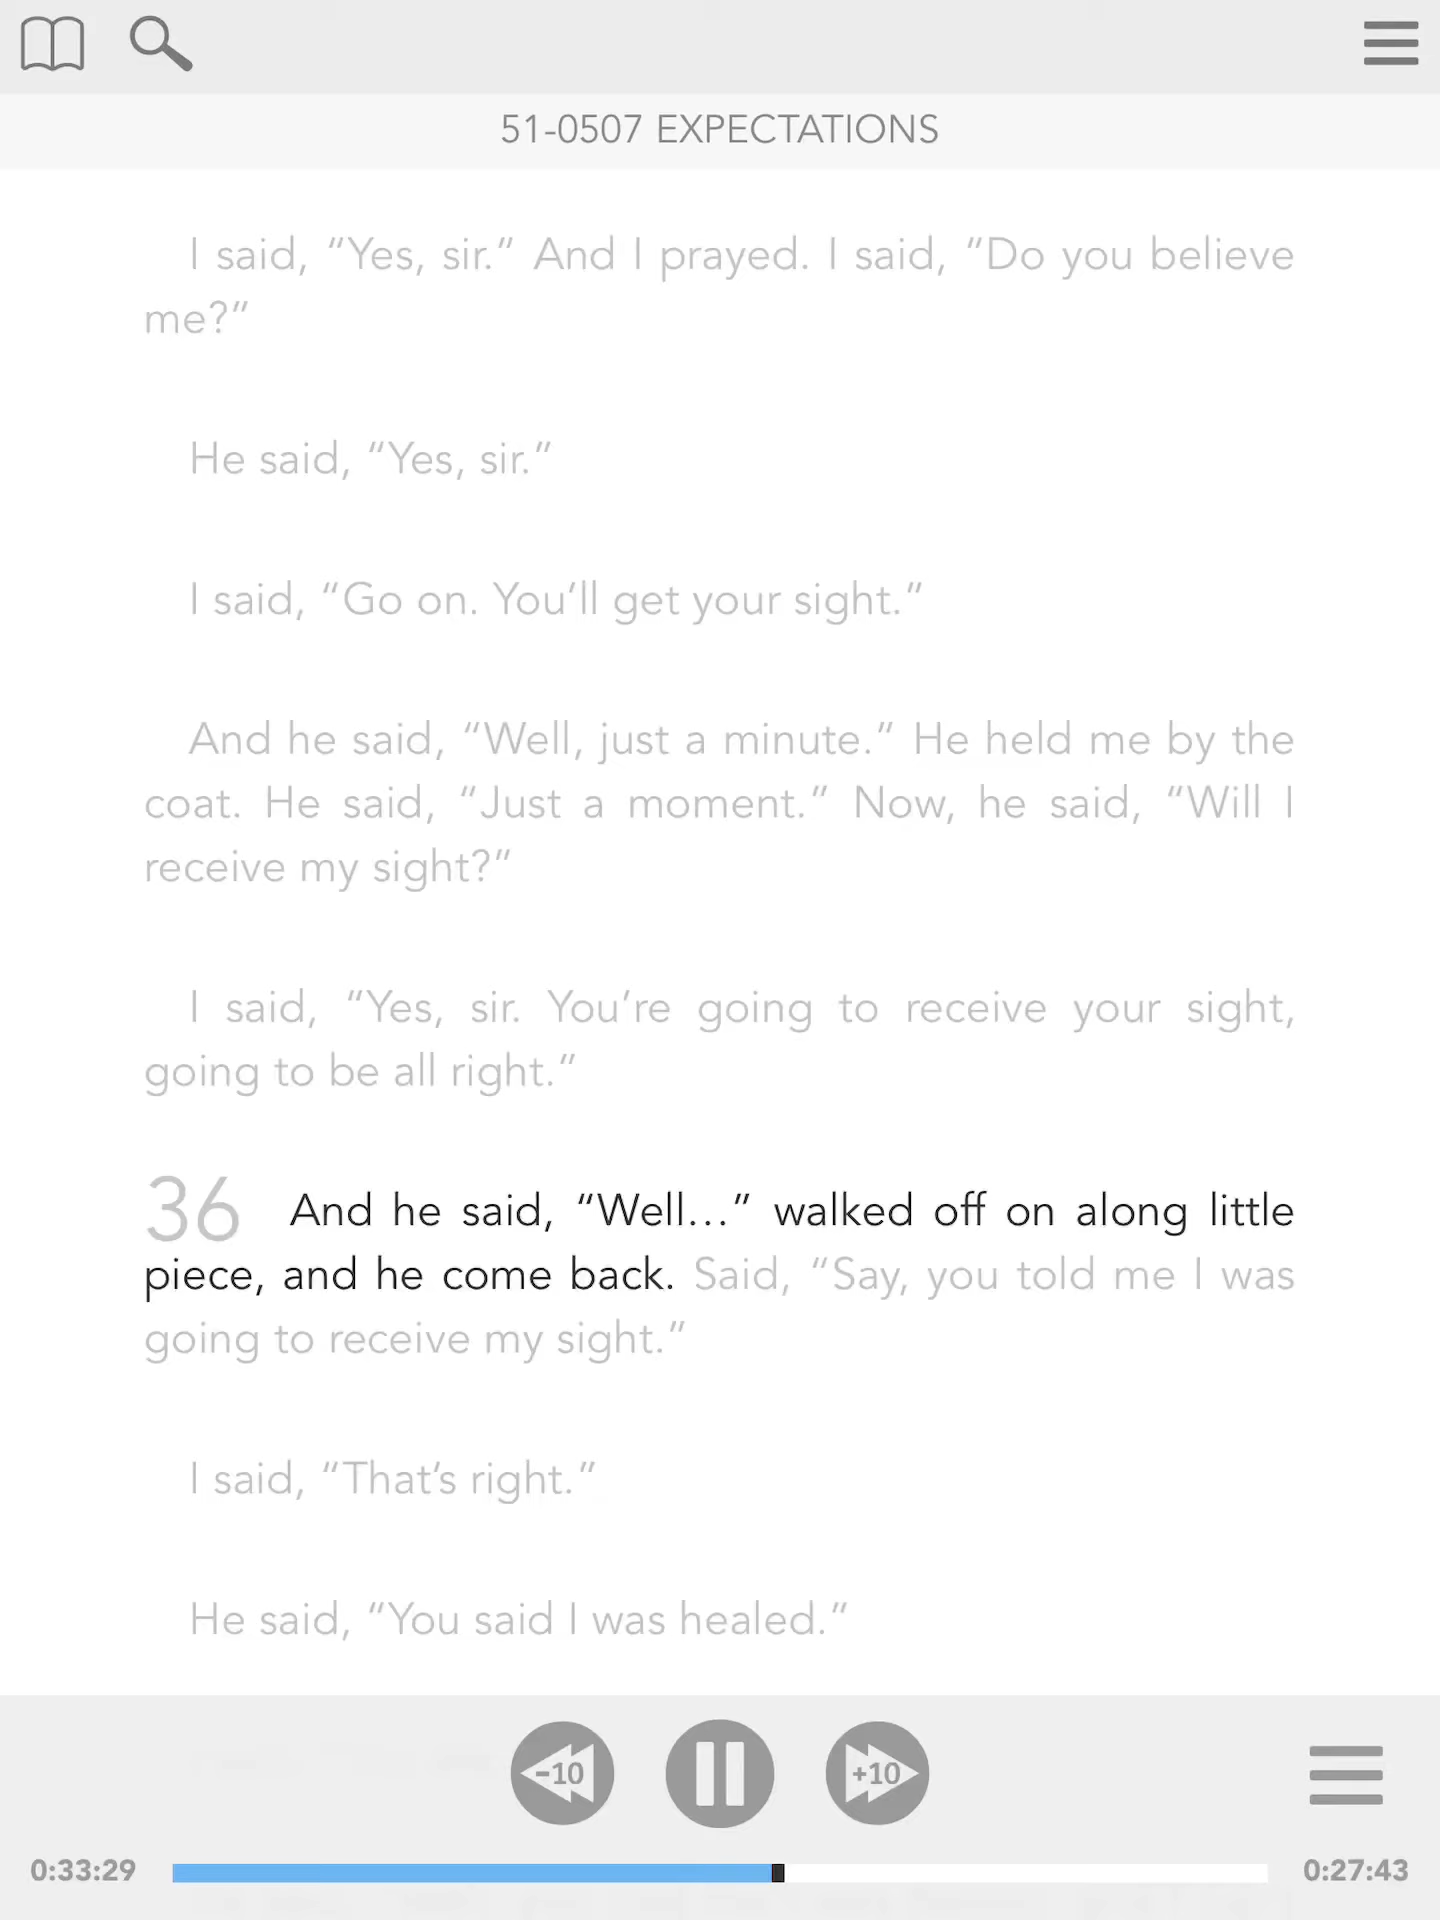 51-0507 EXPECTATIONS
I said, “Yes, sir.” And I prayed. I said, “Do you believe
me?”
He said, “Yes, sir.”
I said, “Go on. You’ll get your sight.”
And he said, “Well, just a minute.” He held me by the
coat. He said, “Just a moment.” Now, he said, “Will I
receive my sight?”
I said, “Yes, sir. You’re going to receive your sight,
going to be all right.”
36 And he said, “Well…” walked off on along little
piece, and he come back. Said, “Say, you told me I was
going to receive my sight.”
I said, “That’s right.”
He said, “You said I was healed.”
-10 +10
0:33:29 0:27:43